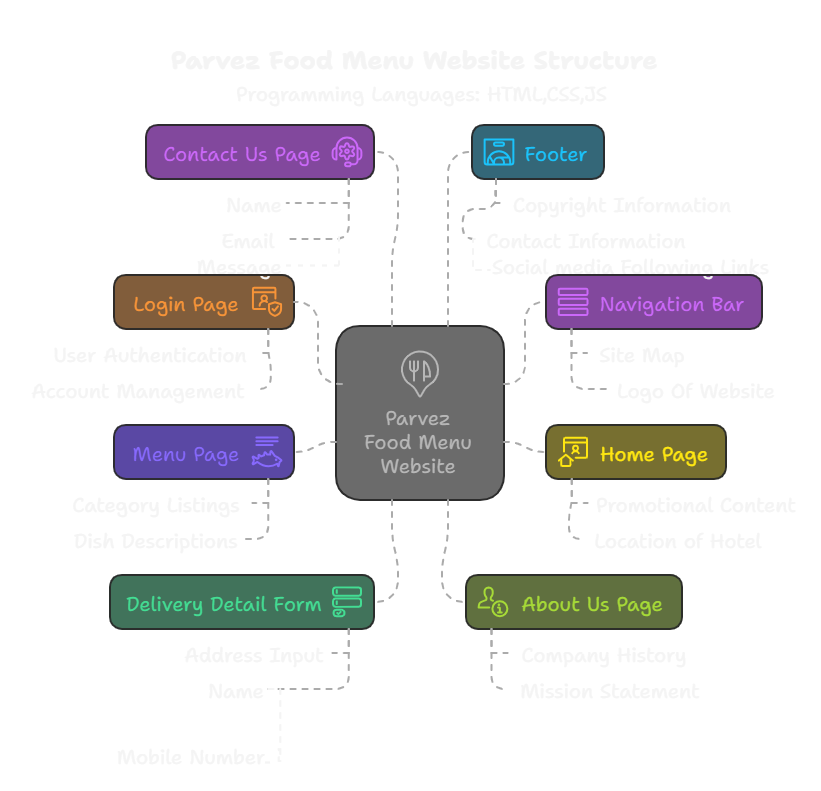 Parvez Food Menu Website Structure
Programming Languages: HTML,CSS,JS
Contact Us Page
Name
Email
Message
Footer
Copyright Information
Contact Information
Social media Following Links
Login Page
User Authentication
Account Management
Navigation Bar
Site Map
Logo Of Website
Parvez
Food Menu
Website
Menu Page
Category Listings
Dish Descriptions
Home Page
Promotional Content
Location of Hotel
Delivery Detail Form
Address Input
Name
Mobile Number.
About Us Page
Company History
Mission Statement